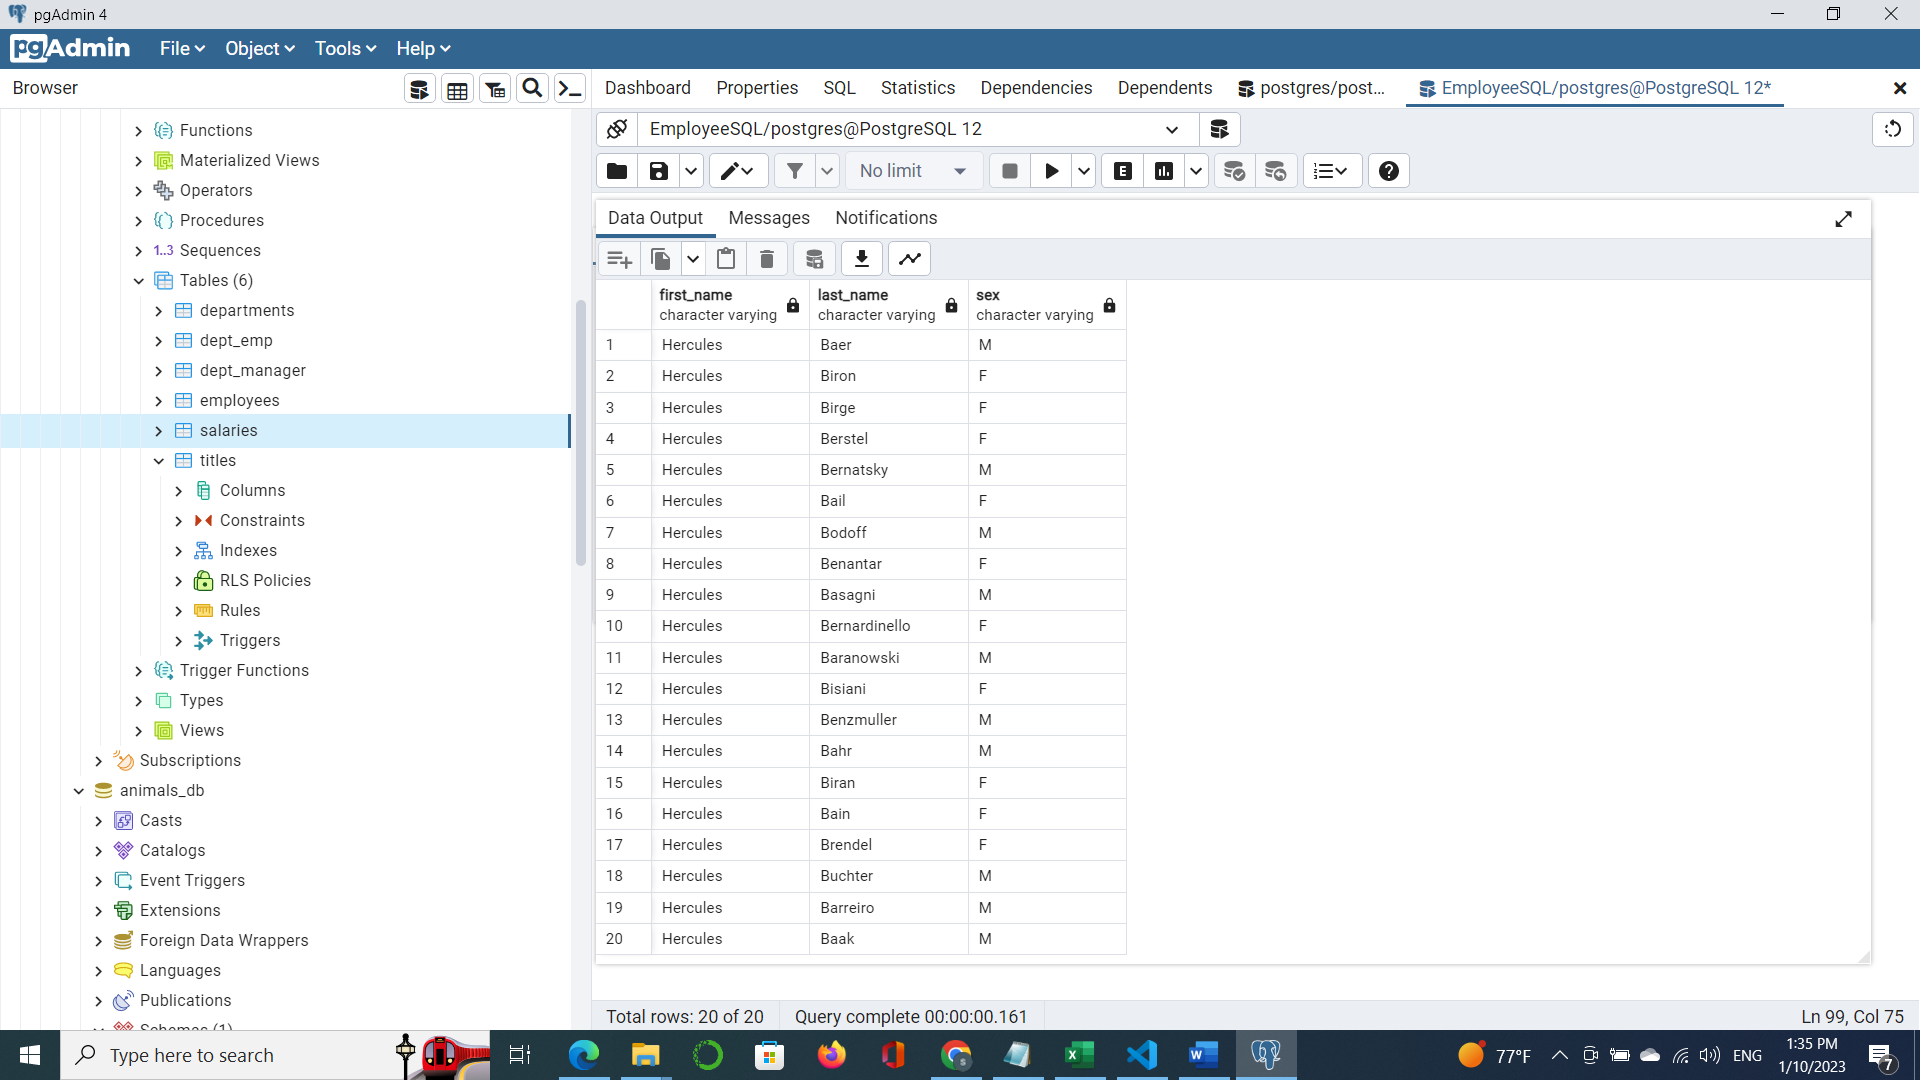 pgAdmin 4
pgAdmin File Object Tools Help
Browser
Dashboard Properties SQL Statistics Dependencies Dependents postgres/post... EmployeeSQL/postgres@PostgreSQL 12*
EmployeeSQL/postgres@PostgreSQL 12
No limit
E
Functions
Materialized Views
Operators
Procedures
1..3 Sequences
Tables (6)
departments
dept_emp
dept_manager
employees
salaries
titles
Columns
Constraints
Indexes
RLS Policies
Rules
Triggers
Trigger Functions
Types
Views
Subscriptions
animals_db
Casts
Catalogs
Event Triggers
Extensions
Foreign Data Wrappers
Languages
Publications
Schemas (1)
Data Output Messages Notifications
first_name last_name sex
character varying character varying character varying
1 Hercules Baer M
2 Hercules Biron F
3 Hercules Birge F
4 Hercules Berstel F
5 Hercules Bernatsky M
6 Hercules Bail F
7 Hercules Bodoff M
8 Hercules Benantar F
9 Hercules Basagni M
10 Hercules Bernardinello F
11 Hercules Baranowski M
12 Hercules Bisiani F
13 Hercules Benzmuller M
14 Hercules Bahr M
15 Hercules Biran F
16 Hercules Bain F
17 Hercules Brendel F
18 Hercules Buchter M
19 Hercules Barreiro M
20 Hercules Baak M
Total rows: 20 of 20 Query complete 00:00:00.161 Ln 99, Col 75
Type here to search
77°F ENG
1:35 PM
1/10/2023
7